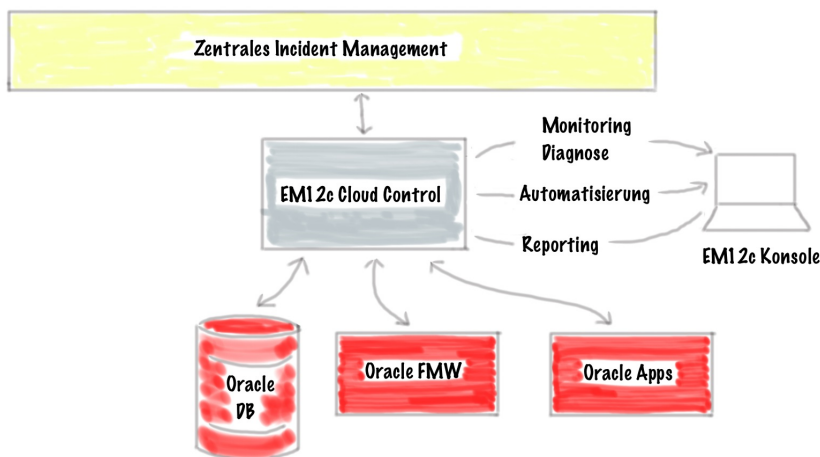 Zentrales Incident Management
Monitoring
Diagnose
EM12c Cloud Control
Automatisierung
Reporting
EM12c Konsole
Oracle
DB
Oracle FMW
Oracle Apps